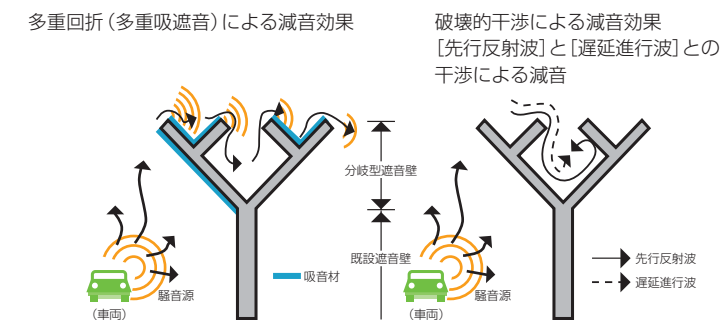 多重回折(多重吸遮音)による減音効果
破壊的干渉による減音効果
[先行反射波]と[遅延進行波]との
干渉による減音
分岐型遮音壁
既設遮音壁
吸音材
騒音源
(車両)
騒音源
(車両)
先行反射波
遅延進行波